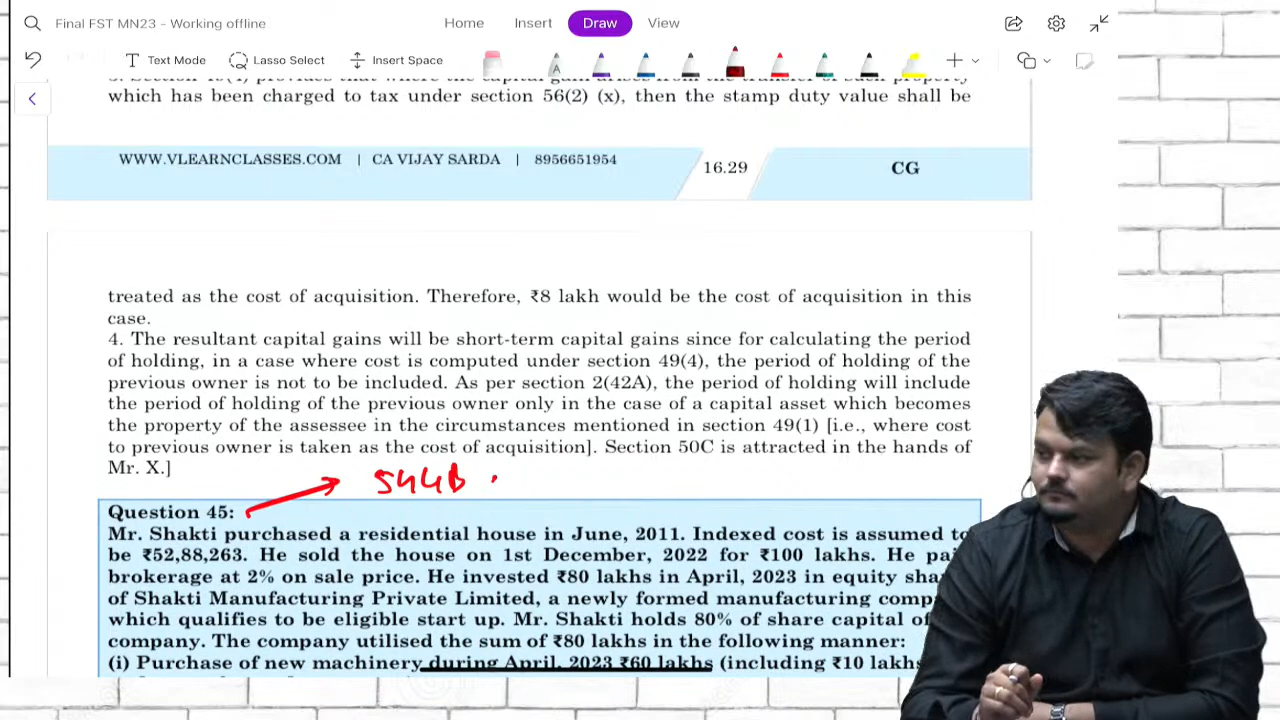 Final FST MN23 - Working offline
Home Insert Draw View
Text Mode Lasso Select Insert Space
which has been charged to tax under section 56(2) (x), then the stamp duty value shall be
WWW.VLEARNCLASSES.COM | CA VIJAY SARDA | 8956651954
16.29
CG
treated as the cost of acquisition. Therefore, ₹8 lakh would be the cost of acquisition in this
case.
4. The resultant capital gains will be short-term capital gains since for calculating the period
of holding, in a case where cost is computed under section 49(4), the period of holding of the
previous owner is not to be included. As per section 2(42A), the period of holding will include
the period of holding of the previous owner only in the case of a capital asset which becomes
the property of the assessee in the circumstances mentioned in section 49(1) [i.e., where cost
to previous owner is taken as the cost of acquisition]. Section 50C is attracted in the hands of
Mr. X.]
Question 45:
Mr. Shakti purchased a residential house in June, 2011. Indexed cost is assumed to
be ₹52,88,263. He sold the house on 1st December, 2022 for ₹100 lakhs. He
brokerage at 2% on sale price. He invested ₹80 lakhs in April, 2023 in equity
of Shakti Manufacturing Private Limited, a newly formed manufacturing
which qualifies to be eligible start up. Mr. Shakti holds 80% of share capital
company. The company utilised the sum of ₹80 lakhs in the following manner:
(i) Purchase of new machinery during April, 2023 ₹60 lakhs (including ₹10 lakhs